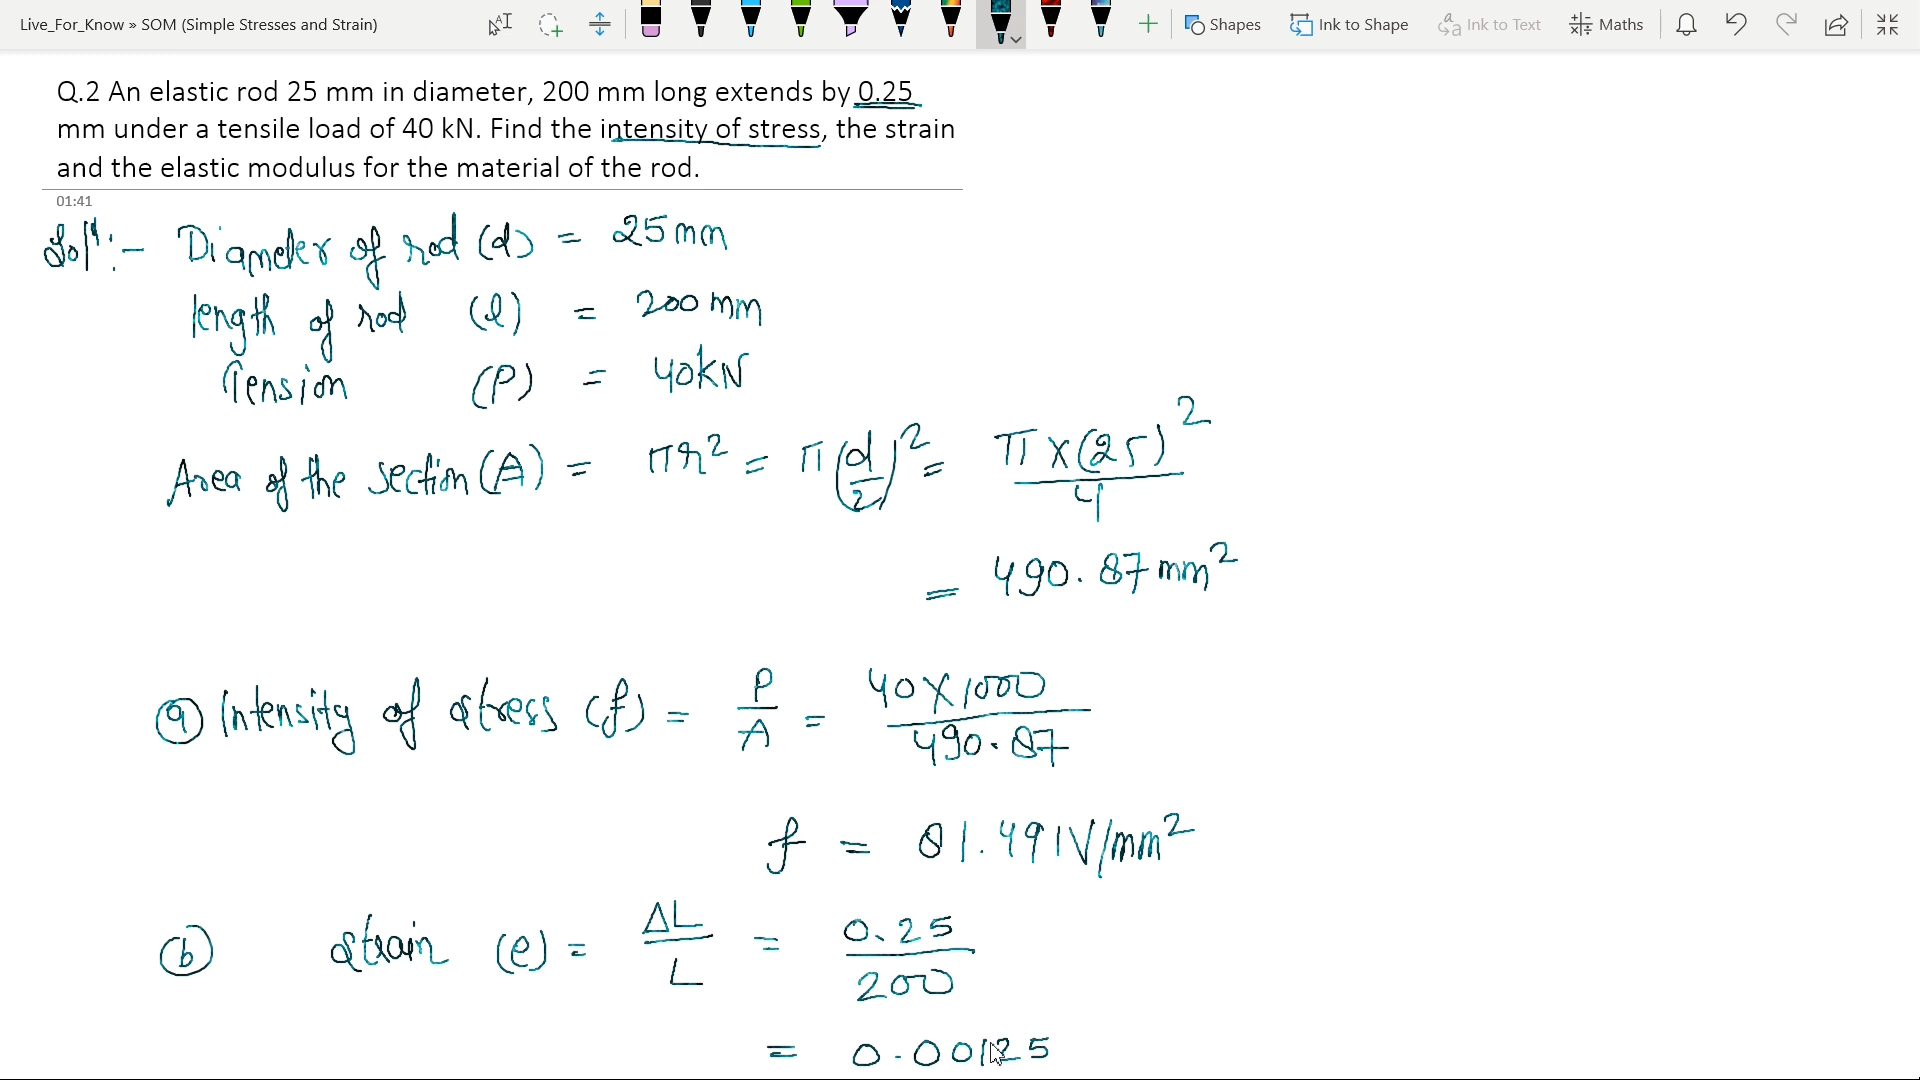 Live_For_Know » SOM (Simple Stresses and Strain)
Shapes Ink to Shape Ink to Text Maths
Q.2 An elastic rod 25 mm in diameter, 200 mm long extends by 0.25
mm under a tensile load of 40 kN. Find the intensity of stress, the strain
and the elastic modulus for the material of the rod.
01:41
Solⁿ:- Diameter of rod (d) = 25mm
length of rod (l) = 200 mm
Tension (P) = 40kN
Area of the section (A) = πr² = π(d/2)² = π×(25)²/4
= 490.87 mm²
(a) Intensity of stress (f) = P/A = 40×1000/490.87
f = 81.49 N/mm²
(b) strain (e) = ΔL/L = 0.25/200
= 0.00125